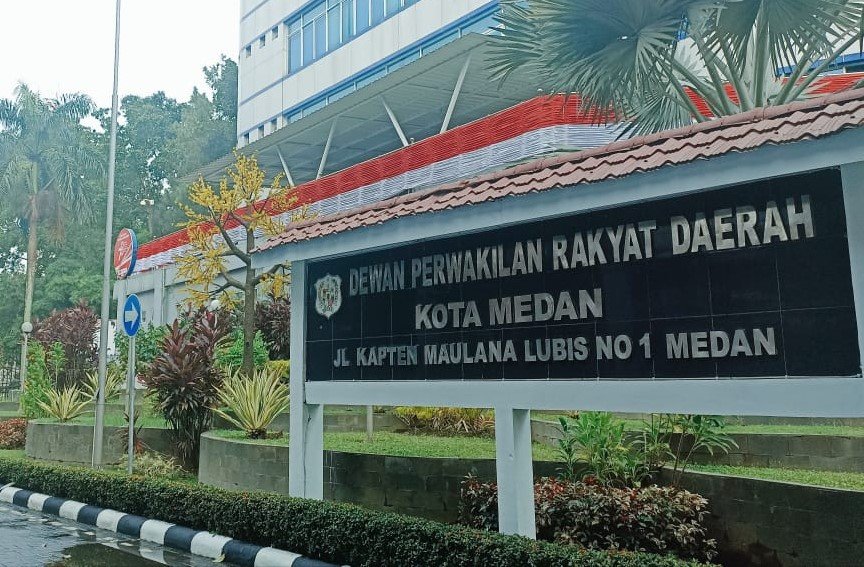 DEWAN PERWAKILAN RAKYAT DAERAH
KOTA MEDAN
JL KAPTEN MAULANA LUBIS NO 1 MEDAN